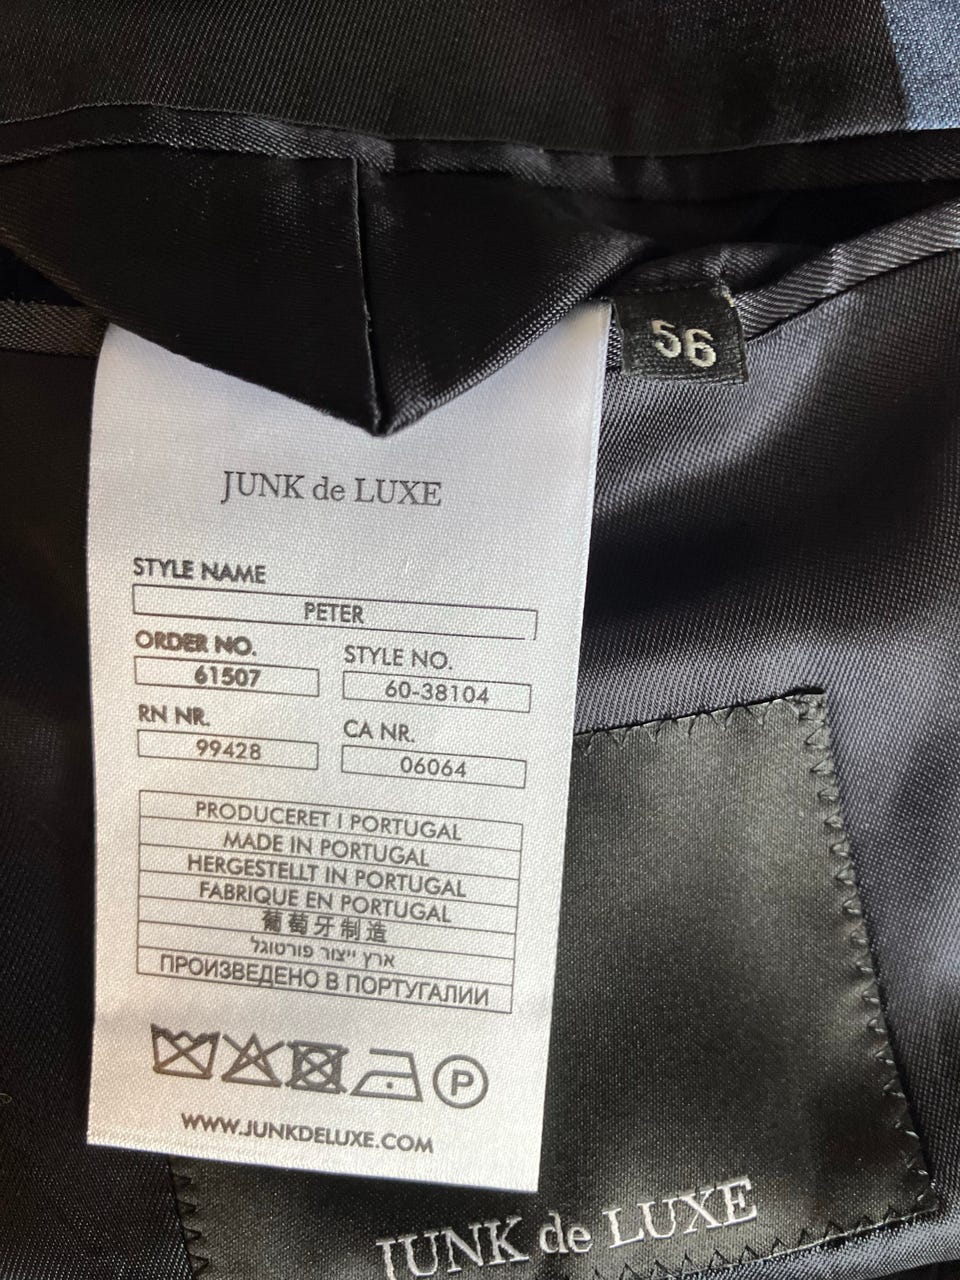 56
JUNK de LUXE
STYLE NAME
PETER
ORDER NO.
61507
STYLE NO.
60-38104
RN NR.
99428
CA NR.
06064
PRODUCERET I PORTUGAL
MADE IN PORTUGAL
HERGESTELLT IN PORTUGAL
FABRIQUE EN PORTUGAL
葡萄牙制造
ארץ ייצור פורטוגל
ПРОИЗВЕДЕНО В ПОРТУГАЛИИ
P
WWW.JUNKDELUXE.COM
JUNK de LUXE